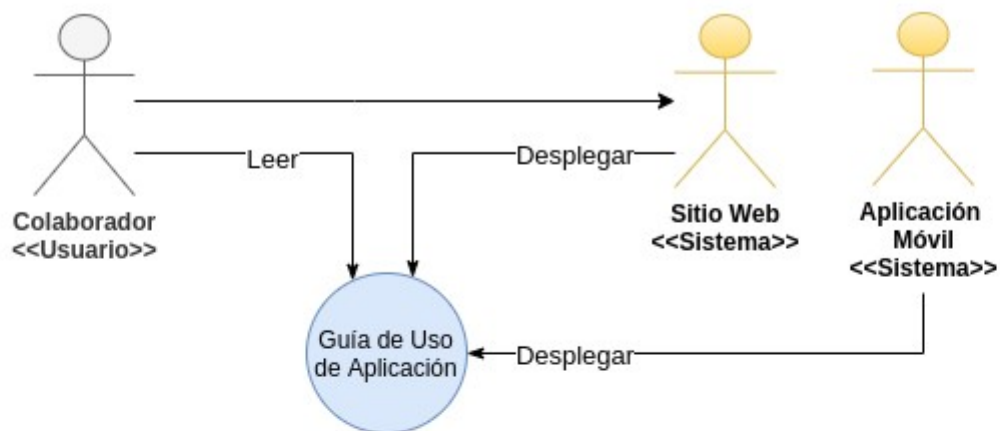 Leer
Desplegar
Colaborador
<<Usuario>>
Sitio Web
<<Sistema>>
Aplicación
Móvil
<<Sistema>>
Guía de Uso
de Aplicación
Desplegar